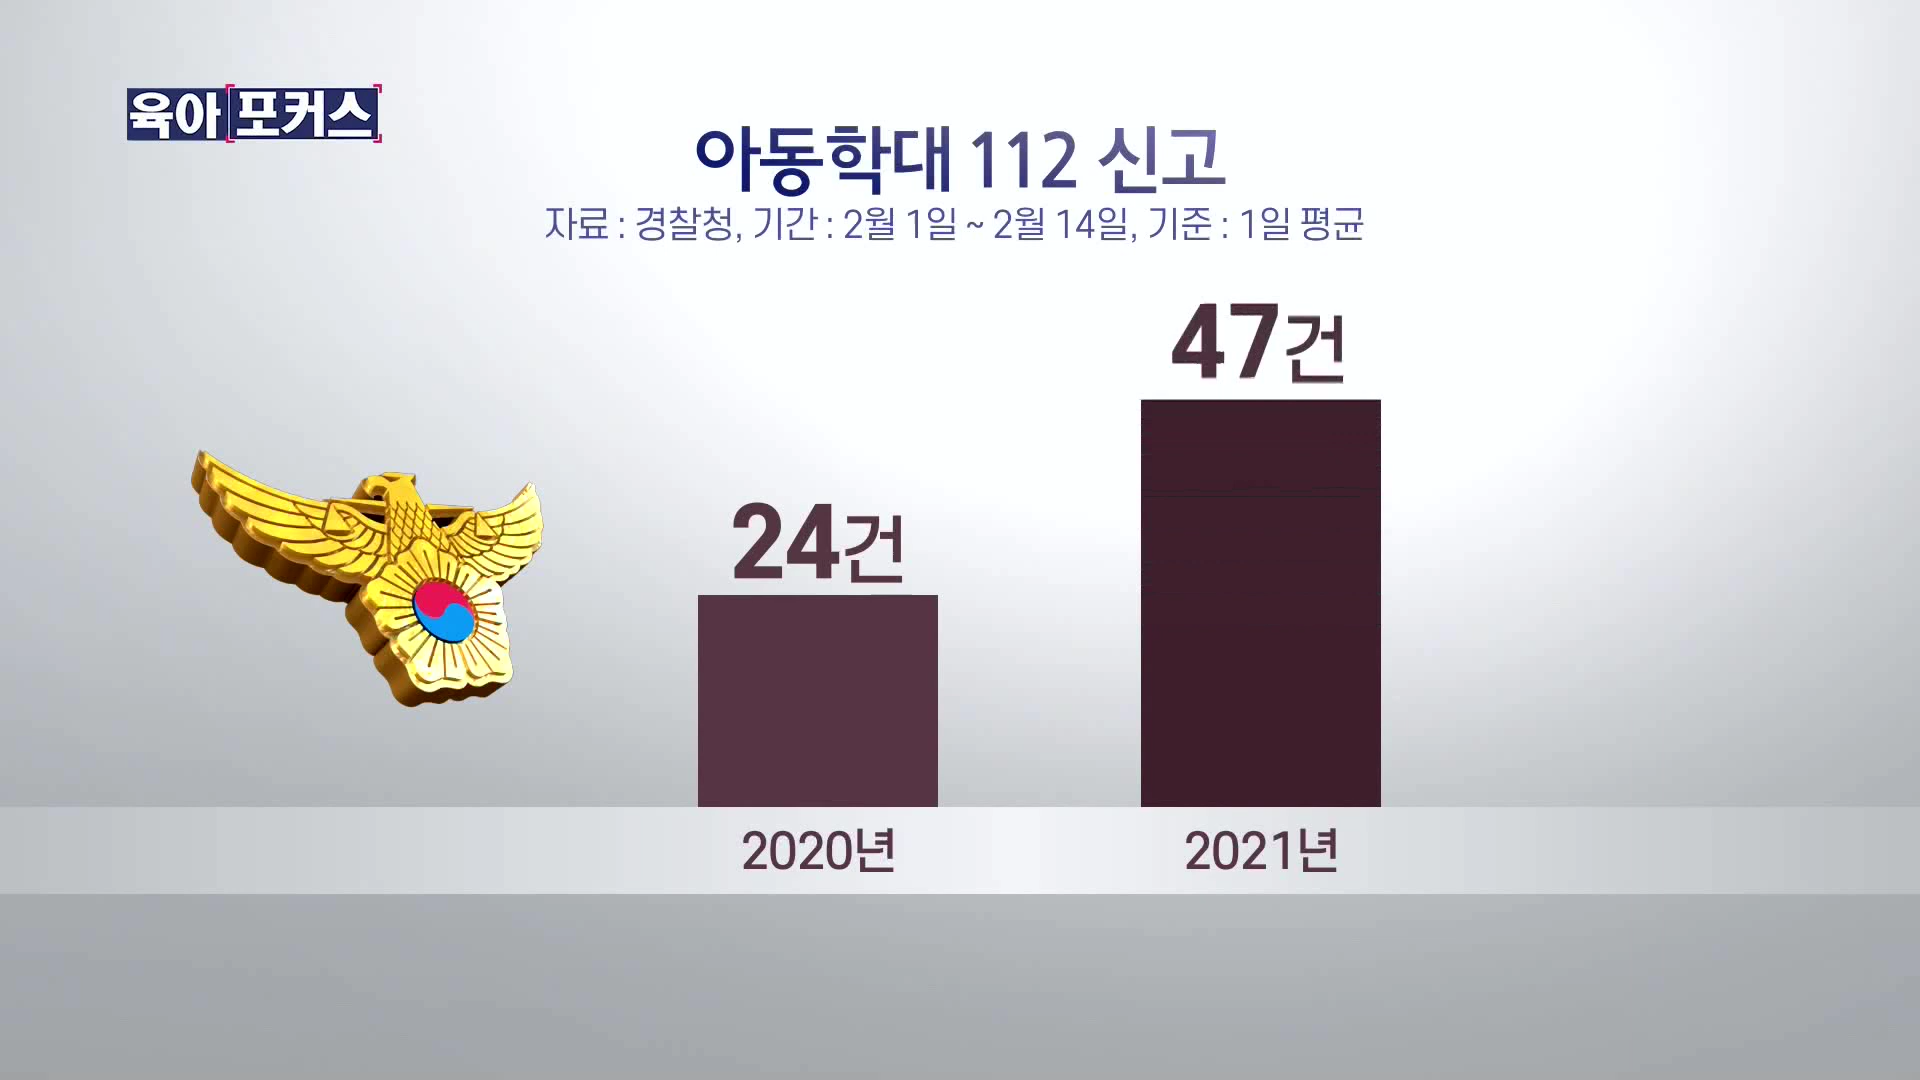 육아포커스
아동학대 112 신고
자료 : 경찰청, 기간 : 2월 1일 ~ 2월 14일, 기준 : 1일 평균
24건
47건
2020년
2021년